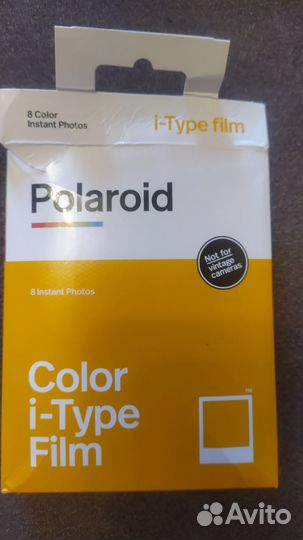 8 Color
Instant Photos
i-Type film
Polaroid
Not for
vintage
cameras
8 Instant Photos
Color
i-Type
Film
TM
Avito